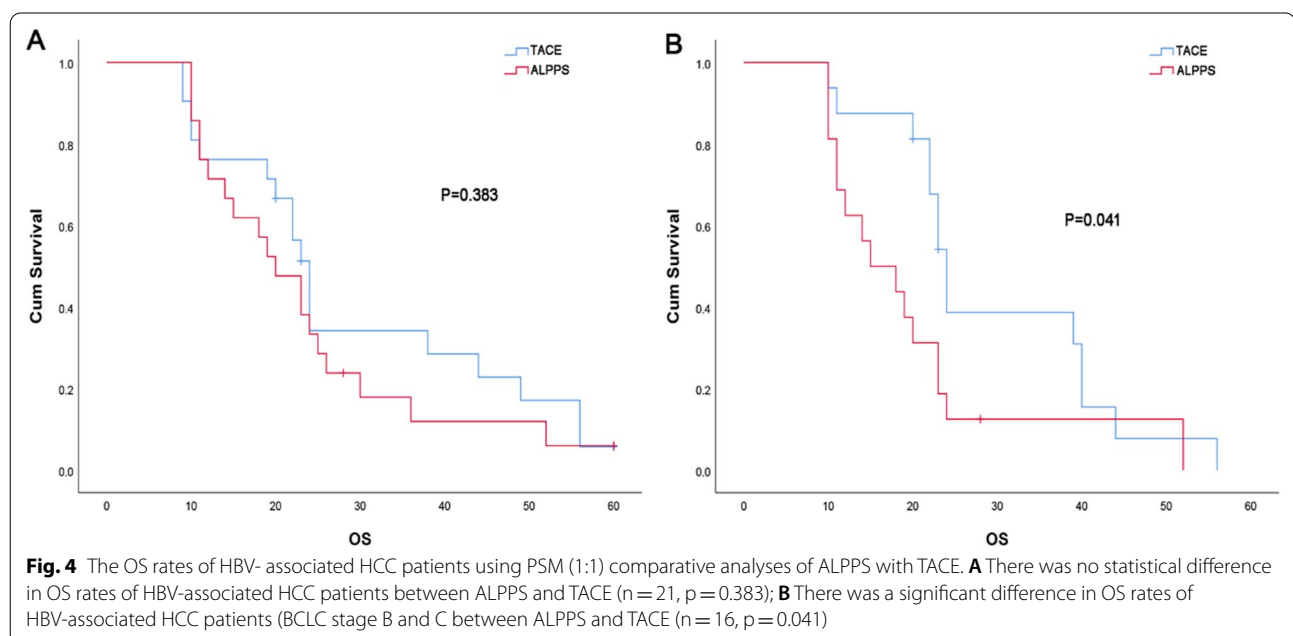 A
TACE
ALPPS
P=0.383
Cum Survival
1.0
0.8
0.6
0.4
0.2
0.0
0 10 20 30 40 50 60
OS
B
TACE
ALPPS
P=0.041
Cum Survival
1.0
0.8
0.6
0.4
0.2
0.0
0 10 20 30 40 50 60
OS
Fig. 4 The OS rates of HBV- associated HCC patients using PSM (1:1) comparative analyses of ALPPS with TACE. A There was no statistical difference
in OS rates of HBV-associated HCC patients between ALPPS and TACE (n = 21, p = 0.383); B There was a significant difference in OS rates of
HBV-associated HCC patients (BCLC stage B and C between ALPPS and TACE (n = 16, p = 0.041)